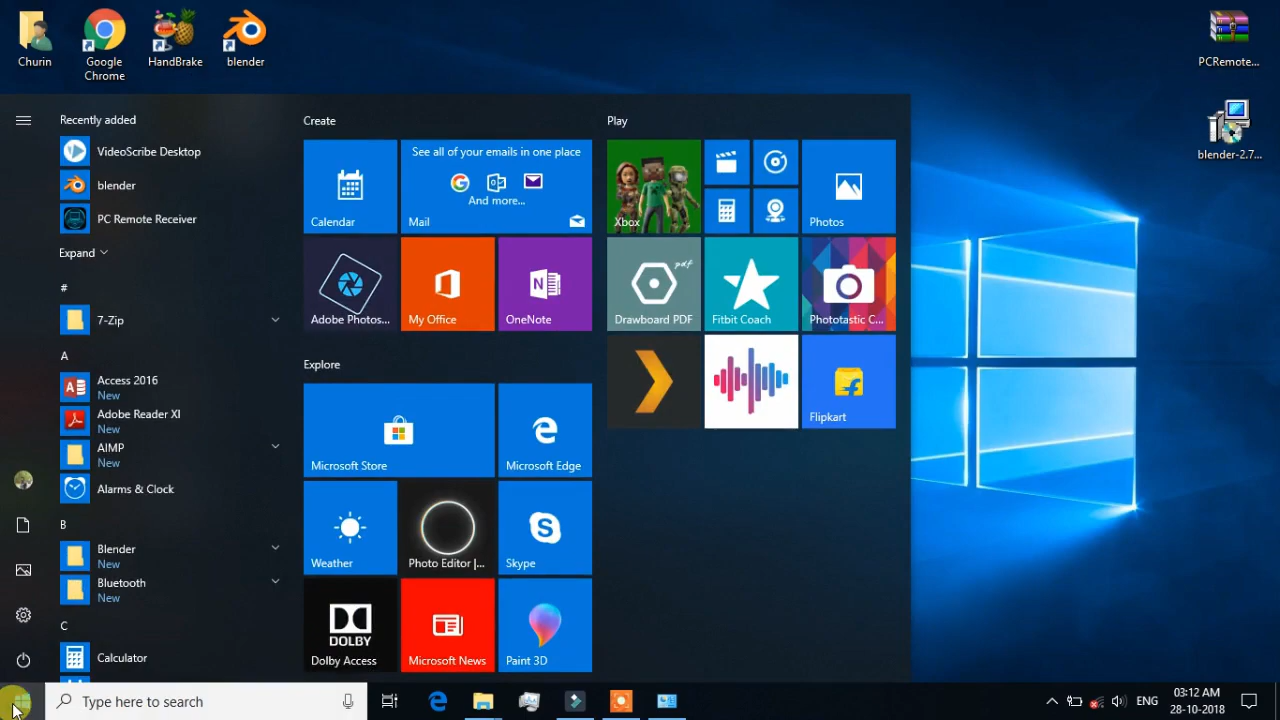 Churin
Google
Chrome
HandBrake
blender
PCRemote...
blender-2.7...
Recently added
VideoScribe Desktop
blender
PC Remote Receiver
Expand
#
7-Zip
A
Access 2016
New
Adobe Reader XI
New
AIMP
New
Alarms & Clock
B
Blender
New
Bluetooth
New
C
Calculator
Create
Calendar
See all of your emails in one place
And more...
Mail
Adobe Photos...
My Office
OneNote
Explore
Microsoft Store
Microsoft Edge
Weather
Photo Editor |...
Skype
DOLBY
Dolby Access
Microsoft News
Paint 3D
Play
Xbox
Photos
pdf
Drawboard PDF
Fitbit Coach
Phototastic C...
Flipkart
Type here to search
ENG
03:12 AM
28-10-2018